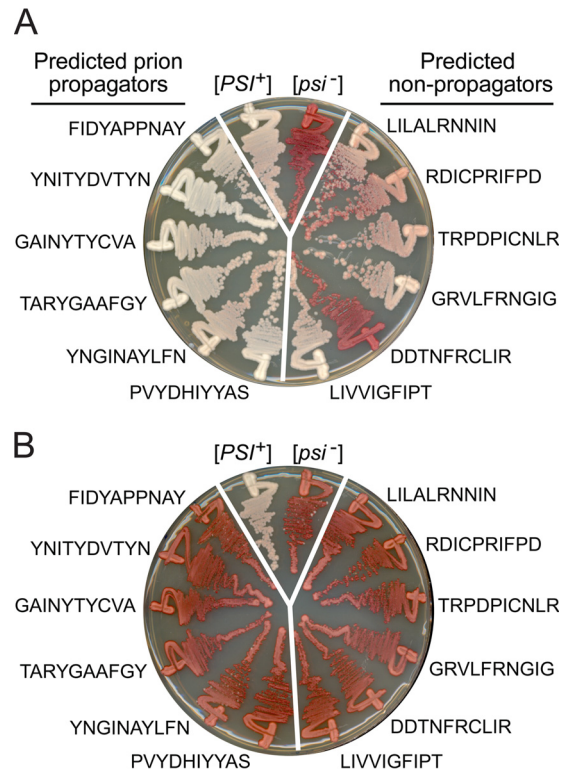 A
Predicted prion
propagators
[PSI+]
[psi-]
Predicted
non-propagators
FIDYAPPNAY
YNITYDVTYN
GAINYTYCVA
TARYGAAFGY
YNGINAYLFN
PVYDHIYYAS
LILALRNNIN
RDICPRIFPD
TRPDPICNLR
GRVLFRNGIG
DDTNFRCLIR
LIVVIGFIPT
B
[PSI+]
[psi-]
FIDYAPPNAY
YNITYDVTYN
GAINYTYCVA
TARYGAAFGY
YNGINAYLFN
PVYDHIYYAS
LILALRNNIN
RDICPRIFPD
TRPDPICNLR
GRVLFRNGIG
DDTNFRCLIR
LIVVIGFIPT